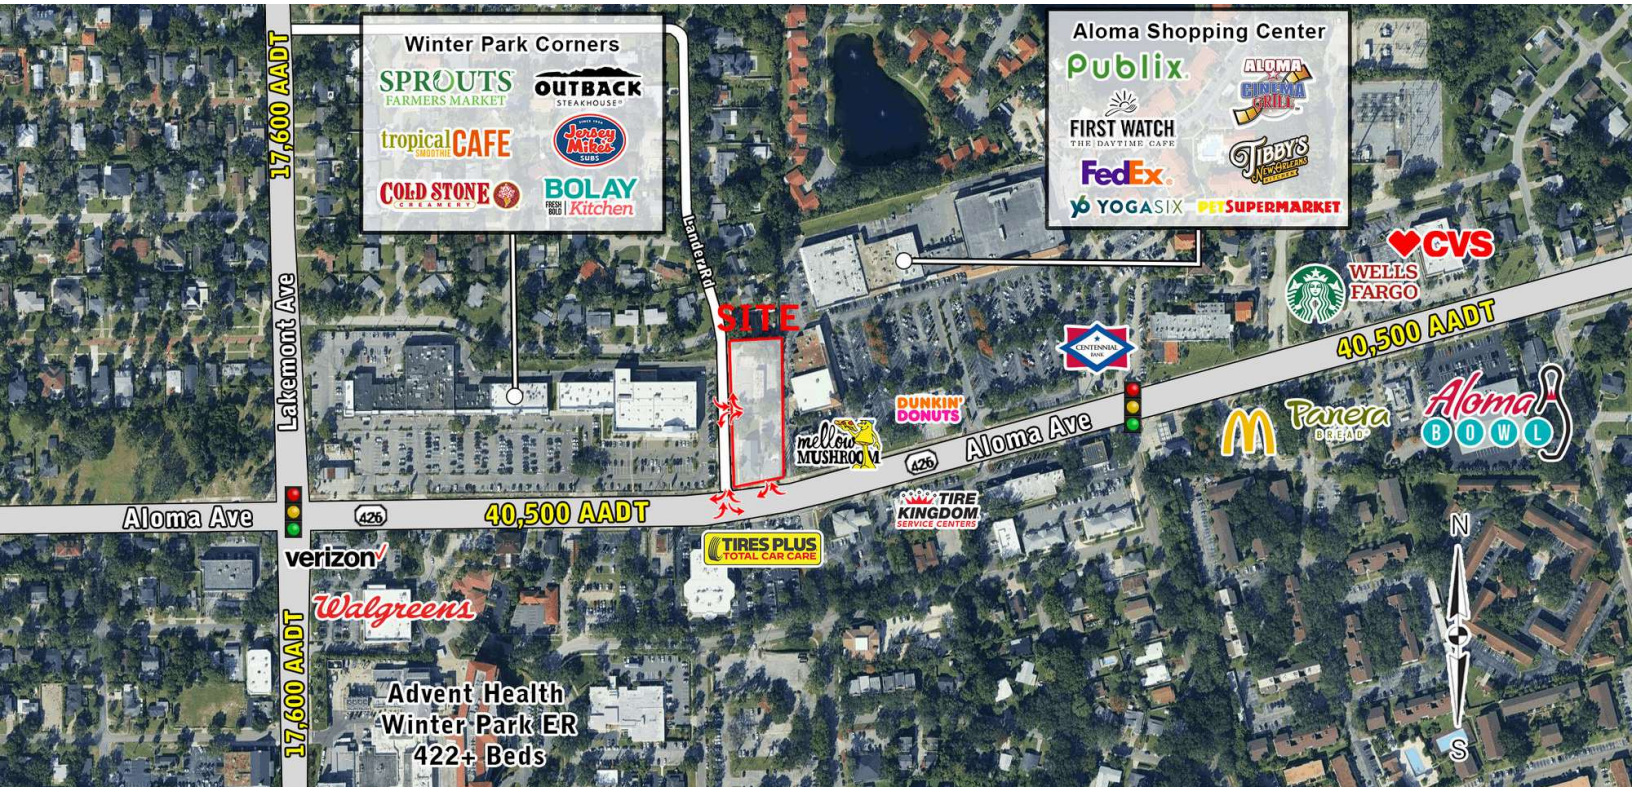 17,600 AADT
Winter Park Corners
SPROUTS
FARMERS MARKET
OUTBACK
STEAKHOUSE®
tropical CAFE
SMOOTHIE
SINCE 1956
Jersey
Mike's
SUBS
COLD STONE
CREAMERY
BOLAY
FRESH
BOLD
Kitchen
Aloma Shopping Center
Publix.
ALOMA
CINEMA
GRILL
FIRST WATCH
THE DAYTIME CAFE
TIBBY'S
NEW ORLEANS
KITCHEN
FedEx®
YOGASIX
PETSUPERMARKET
Lander Rd
Lakemont Ave
SITE
CVS
WELLS
FARGO
40,500 AADT
CENTENNIAL
BANK
DUNKIN'
DONUTS
mellow
MUSHROOM
426
Aloma Ave
Panera
BREAD®
Aloma
BOWL
Aloma Ave
426
40,500 AADT
TIRE
KINGDOM
SERVICE CENTERS
TIRES PLUS
TOTAL CAR CARE
verizon
Walgreens
17,600 AADT
Advent Health
Winter Park ER
422+ Beds
N
S